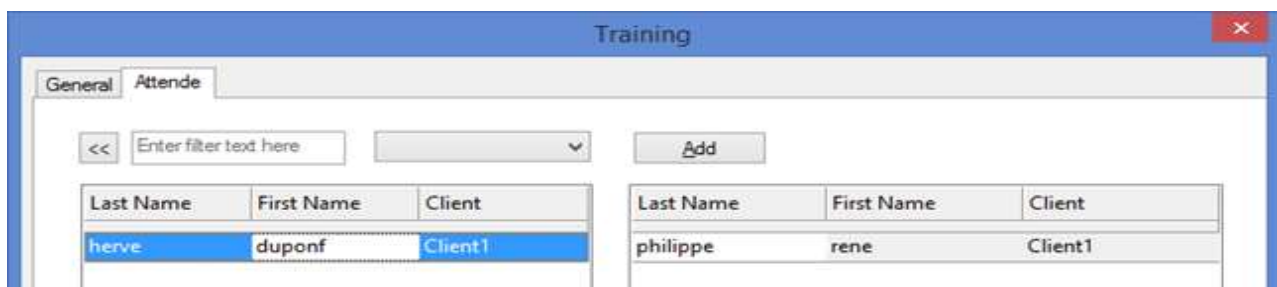 Training
General Attende
<< Enter filter text here Add
Last Name First Name Client Last Name First Name Client
herve duponf Client1 philippe rene Client1